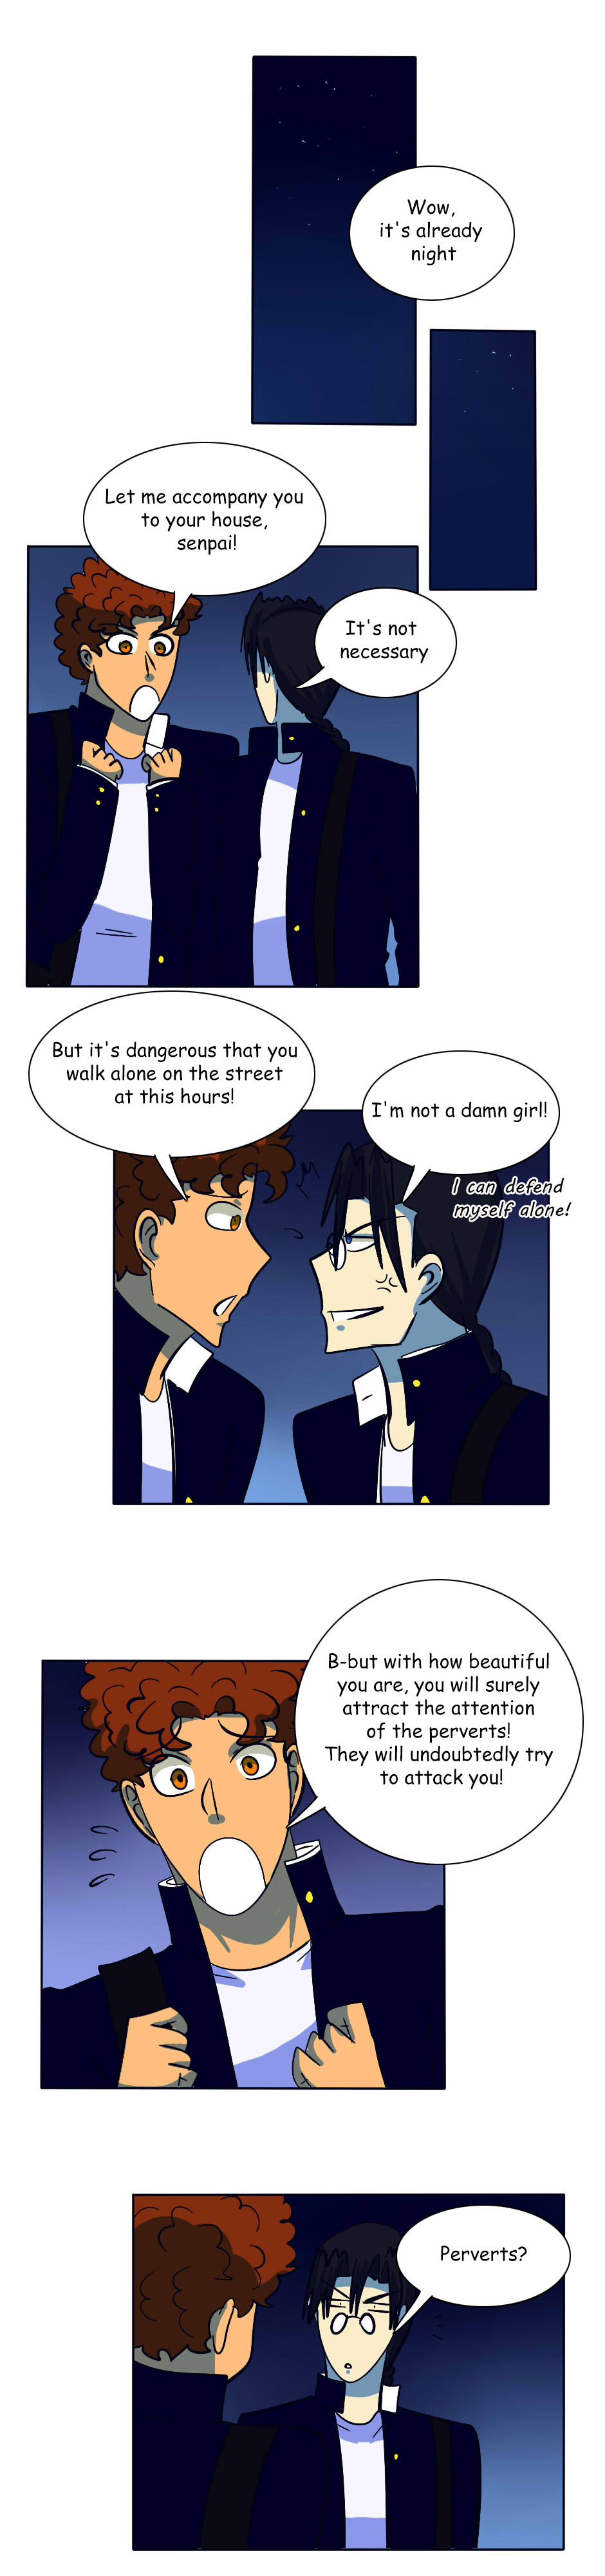 Wow,
it's already
night
Let me accompany you
to your house,
senpai!
It's not
necessary
But it's dangerous that you
walk alone on the street
at this hours!
I'm not a damn girl!
I can defend
myself alone!
B-but with how beautiful
you are, you will surely
attract the attention
of the perverts!
They will undoubtedly try
to attack you!
Perverts?